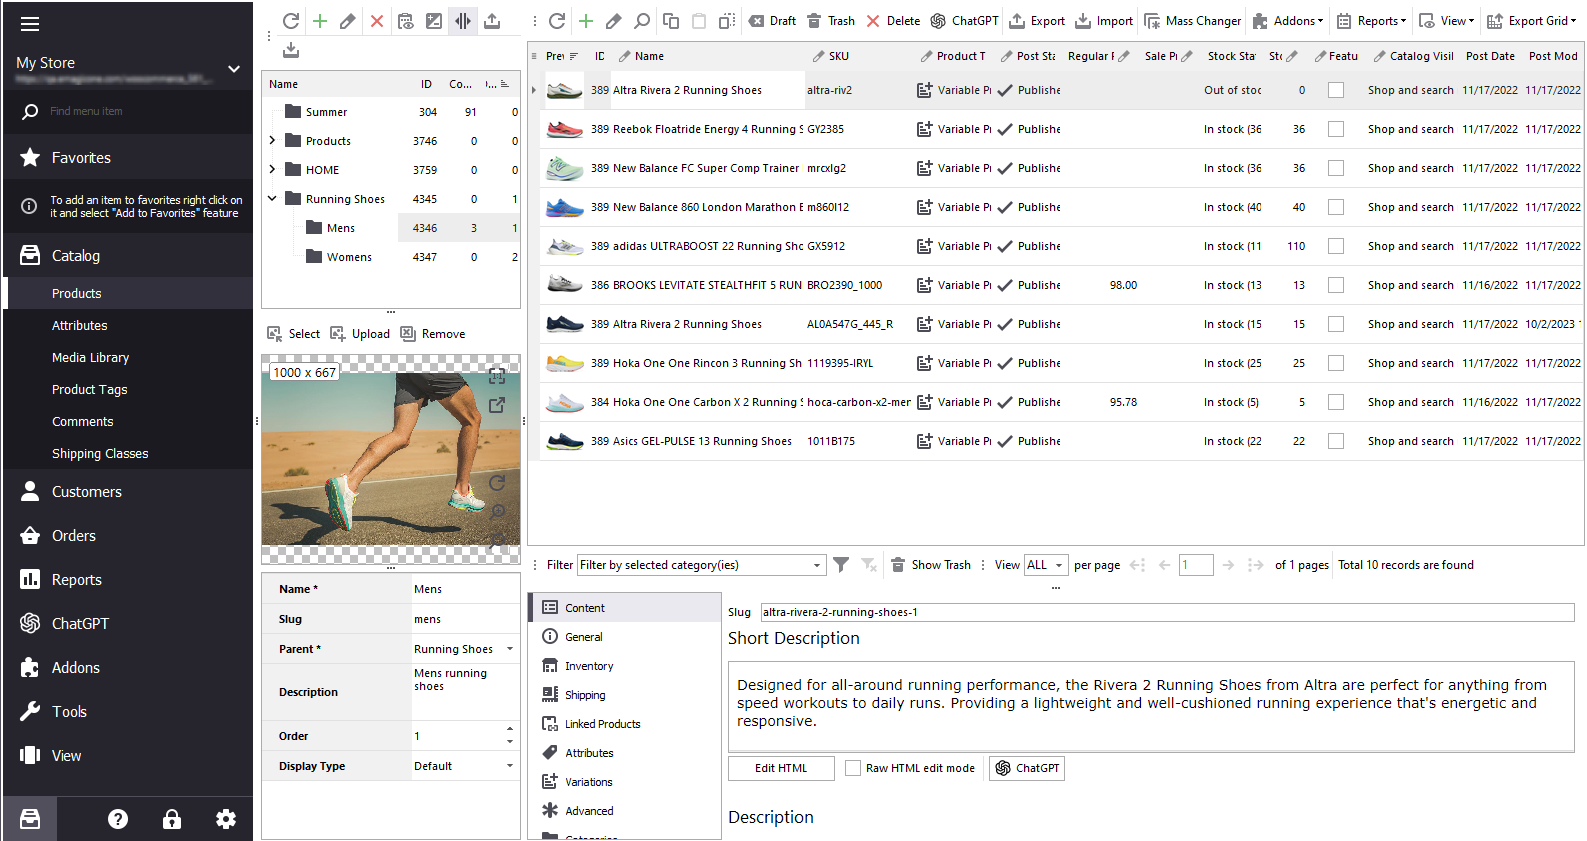 My Store
Find menu item
Favorites
To add an item to favorites right click on
it and select "Add to Favorites" feature
Catalog
Products
Attributes
Media Library
Product Tags
Comments
Shipping Classes
Customers
Orders
Reports
ChatGPT
Addons
Tools
View
Name ID Co... ...
Summer 304 91 0
Products 3746 0 0
HOME 3759 0 0
Running Shoes 4345 0 1
Mens 4346 3 1
Womens 4347 0 2
Select Upload Remove
1000 x 667
Name * Mens
Slug mens
Parent * Running Shoes
Description Mens running
shoes
Order 1
Display Type Default
Draft Trash Delete ChatGPT Export Import Mass Changer Addons Reports View Export Grid
Prev ID Name SKU Product T Post Sta Regular F Sale Pr Stock Stat Sto Featu Catalog Visil Post Date Post Mod
389 Altra Rivera 2 Running Shoes altra-riv2 Variable Pr Publishe Out of stoc 0 Shop and search 11/17/2022 11/17/2022
389 Reebok Floatride Energy 4 Running S GY2385 Variable Pr Publishe In stock (36 36 Shop and search 11/17/2022 11/17/2022
389 New Balance FC Super Comp Trainer mrcxlg2 Variable Pr Publishe In stock (36 36 Shop and search 11/17/2022 11/17/2022
389 New Balance 860 London Marathon E m860l12 Variable Pr Publishe In stock (40 40 Shop and search 11/17/2022 11/17/2022
389 adidas ULTRABOOST 22 Running Sho GX5912 Variable Pr Publishe In stock (11 110 Shop and search 11/17/2022 11/17/2022
386 BROOKS LEVITATE STEALTHFIT 5 RUN BRO2390_1000 Variable Pr Publishe 98.00 In stock (13 13 Shop and search 11/16/2022 11/17/2022
389 Altra Rivera 2 Running Shoes AL0A547G_445_R Variable Pr Publishe In stock (15 15 Shop and search 11/17/2022 10/2/2023
389 Hoka One One Rincon 3 Running Sh 1119395-IRYL Variable Pr Publishe In stock (25 25 Shop and search 11/17/2022 11/17/2022
384 Hoka One One Carbon X 2 Running S hoca-carbon-x2-mer Variable Pr Publishe 95.78 In stock (5) 5 Shop and search 11/16/2022 11/17/2022
389 Asics GEL-PULSE 13 Running Shoes 1011B175 Variable Pr Publishe In stock (22 22 Shop and search 11/17/2022 11/17/2022
Filter Filter by selected category(ies) Show Trash View ALL per page 1 of 1 pages Total 10 records are found
Content
General
Inventory
Shipping
Linked Products
Attributes
Variations
Advanced
Categories
Slug altra-rivera-2-running-shoes-1
Short Description
Designed for all-around running performance, the Rivera 2 Running Shoes from Altra are perfect for anything from
speed workouts to daily runs. Providing a lightweight and well-cushioned running experience that's energetic and
responsive.
Edit HTML Raw HTML edit mode ChatGPT
Description